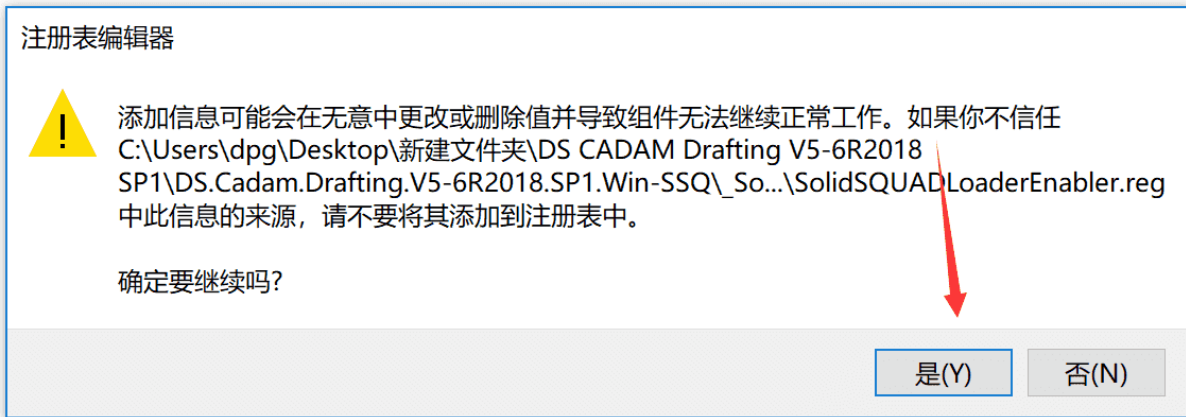 注册表编辑器
添加信息可能会在无意中更改或删除值并导致组件无法继续正常工作。如果你不信任
C:\Users\dpg\Desktop\新建文件夹\DS CADAM Drafting V5-6R2018
SP1\DS.Cadam.Drafting.V5-6R2018.SP1.Win-SSQ\_So...\SolidSQUADLoaderEnabler.reg
中此信息的来源，请不要将其添加到注册表中。
确定要继续吗?
是(Y) 否(N)